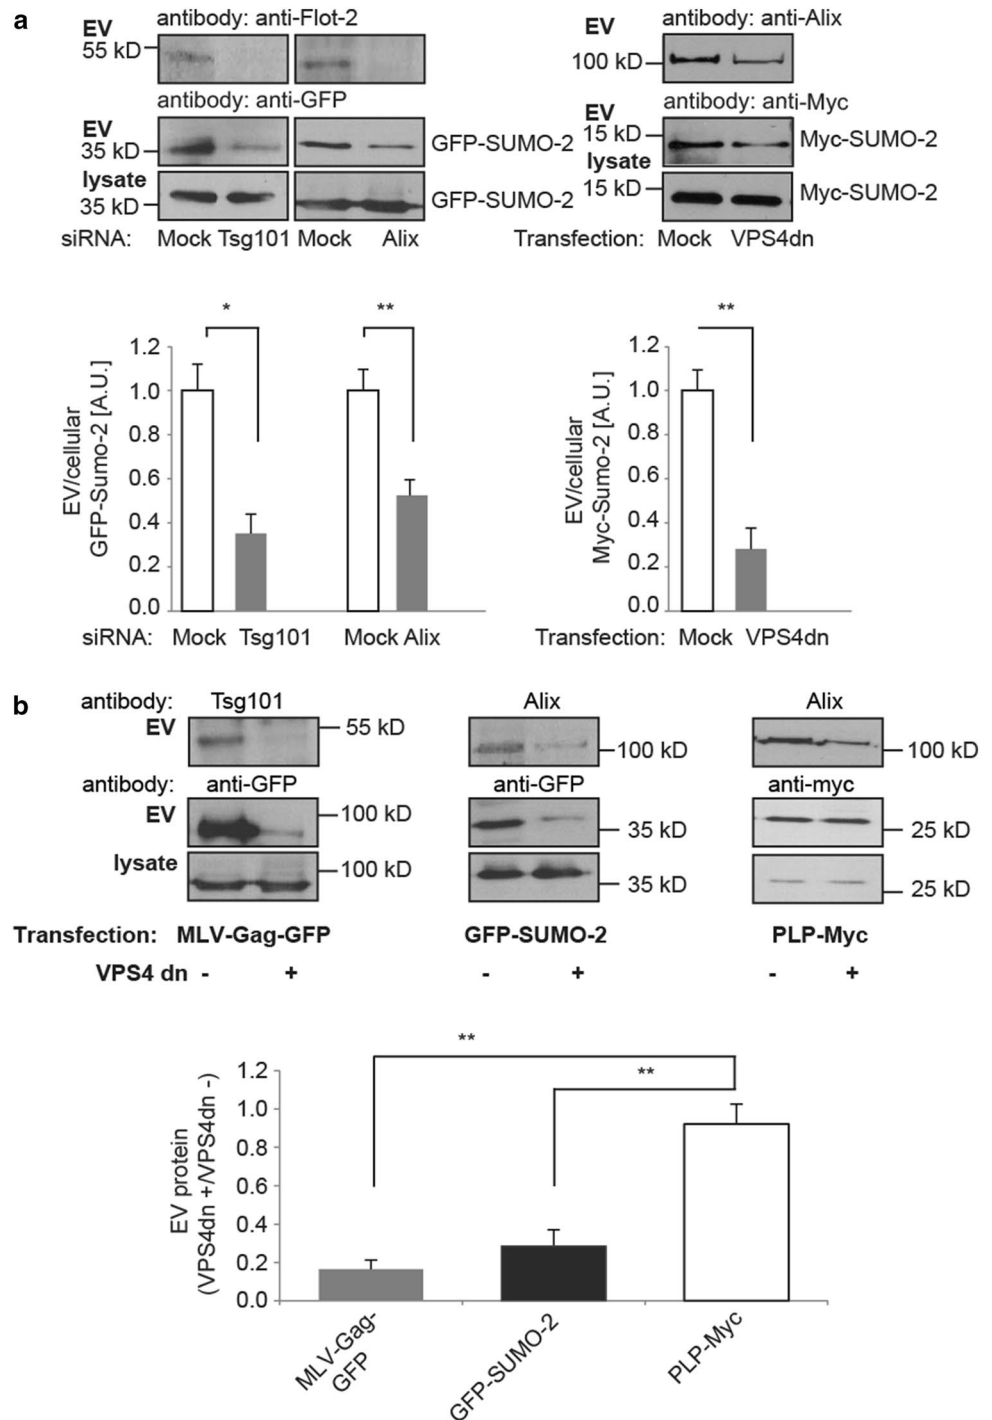 a
antibody: anti-Flot-2
EV
55 kD
antibody: anti-GFP
EV
35 kD
GFP-SUMO-2
lysate
35 kD
GFP-SUMO-2
siRNA: Mock Tsg101 Mock Alix
antibody: anti-Alix
EV
100 kD
antibody: anti-Myc
EV
15 kD
Myc-SUMO-2
lysate
15 kD
Myc-SUMO-2
Transfection: Mock VPS4dn
* **
EV/cellular
GFP-Sumo-2 [A.U.]
1.2
1.0
0.8
0.6
0.4
0.2
0.0
siRNA: Mock Tsg101 Mock Alix
**
EV/cellular
Myc-Sumo-2 [A.U.]
1.2
1.0
0.8
0.6
0.4
0.2
0.0
Transfection: Mock VPS4dn
b
antibody: Tsg101 Alix Alix
EV 55 kD 100 kD 100 kD
antibody: anti-GFP anti-GFP anti-myc
EV 100 kD 35 kD 25 kD
lysate 100 kD 35 kD 25 kD
Transfection: MLV-Gag-GFP GFP-SUMO-2 PLP-Myc
VPS4 dn - + - + - +
**
**
EV protein
(VPS4dn +/VPS4dn -)
1.2
1.0
0.8
0.6
0.4
0.2
0.0
MLV-Gag-
GFP
GFP-SUMO-2
PLP-Myc